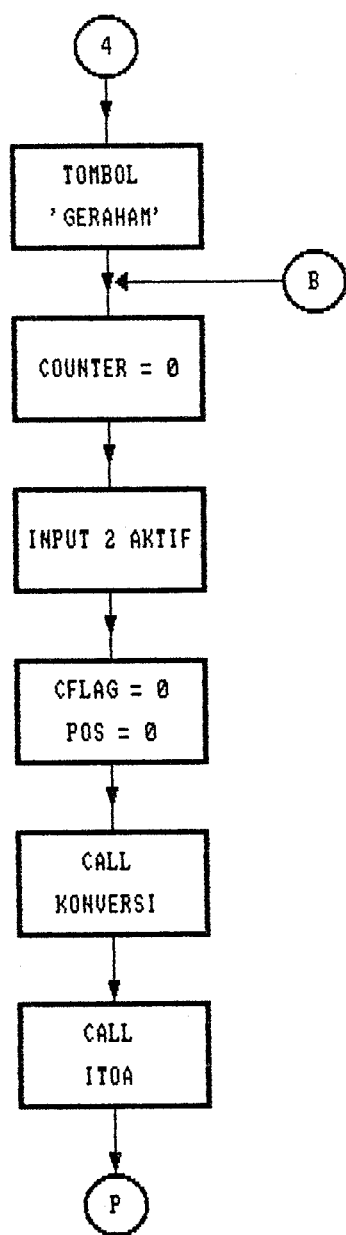 4
TOMBOL
'GERAHAM'
B
COUNTER = 0
INPUT 2 AKTIF
CFLAG = 0
POS = 0
CALL
KONVERSI
CALL
ITOA
P